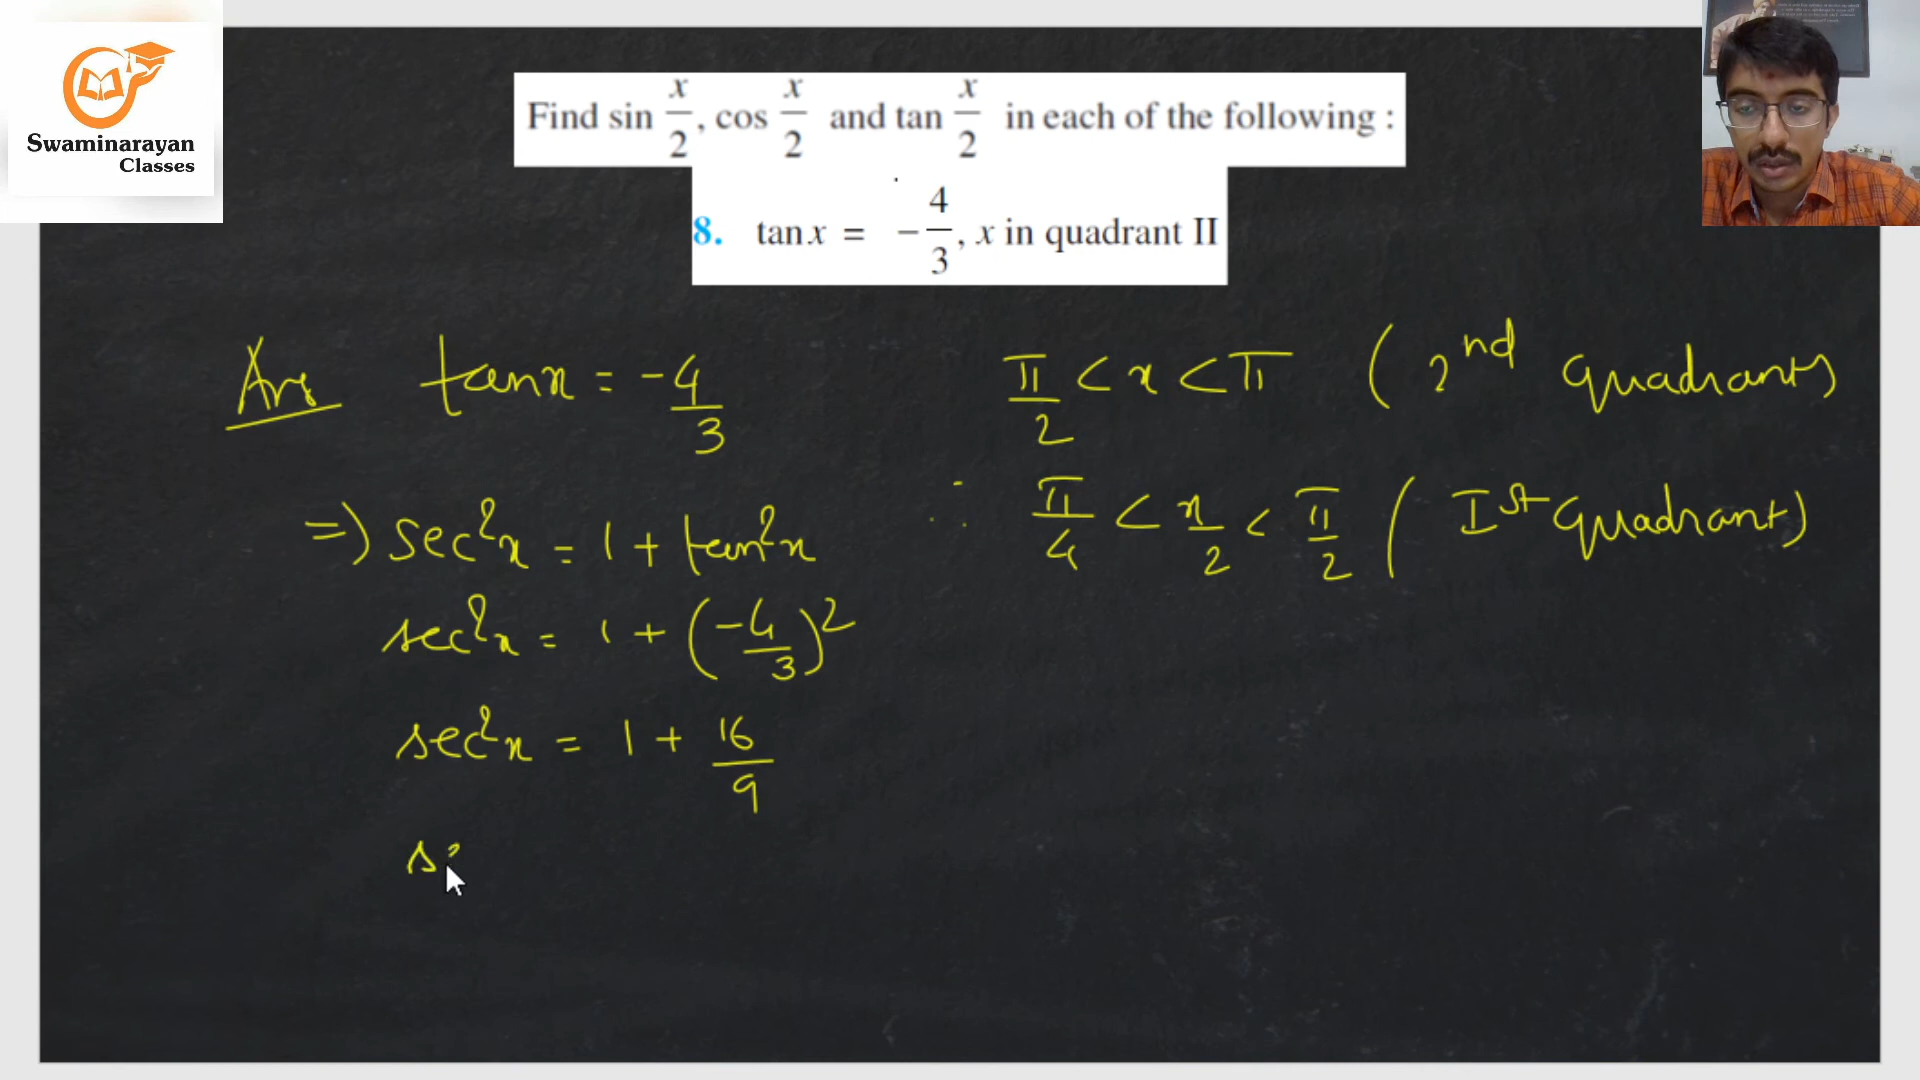 Swaminarayan
Classes
Find sin x/2, cos x/2 and tan x/2 in each of the following :
8. tan x = -4/3, x in quadrant II
Ans tanx = -4/3
π/2 < x < π ( 2nd quadrant)
=> sec²x = 1 + tan²x
∴ π/4 < x/2 < π/2 ( Ist quadrant)
sec²x = 1 + (-4/3)²
sec²x = 1 + 16/9
s